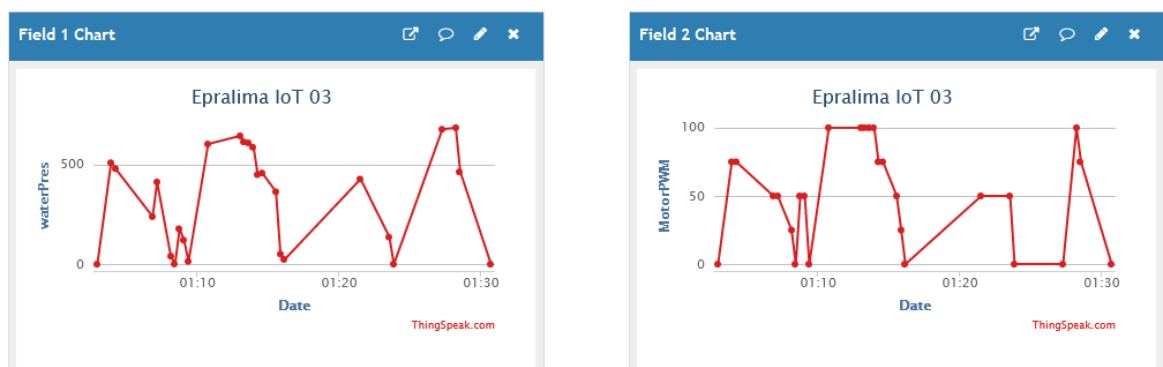 Field 1 Chart
Epralima IoT 03
waterPres
500
0
01:10 01:20 01:30
Date
ThingSpeak.com
Field 2 Chart
Epralima IoT 03
MotorPWM
100
50
0
01:10 01:20 01:30
Date
ThingSpeak.com